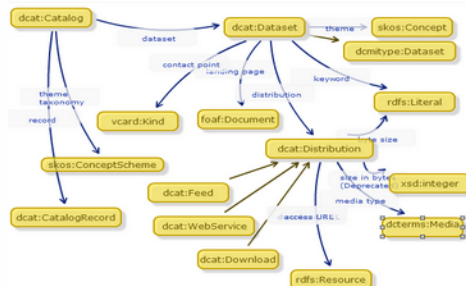 dcat:Catalog
dcat:Dataset
theme
skos:Concept
dataset
dcmitype:Dataset
contact point
landing page
keyword
distribution
rdfs:Literal
theme
taxonomy
vcard:Kind
foaf:Document
record
byte size
dcat:Distribution
skos:ConceptScheme
size in bytes
(Deprecated)
xsd:integer
dcat:Feed
media type
dcat:CatalogRecord
dcat:WebService
access URL
dcterms:Media
dcat:Download
rdfs:Resource